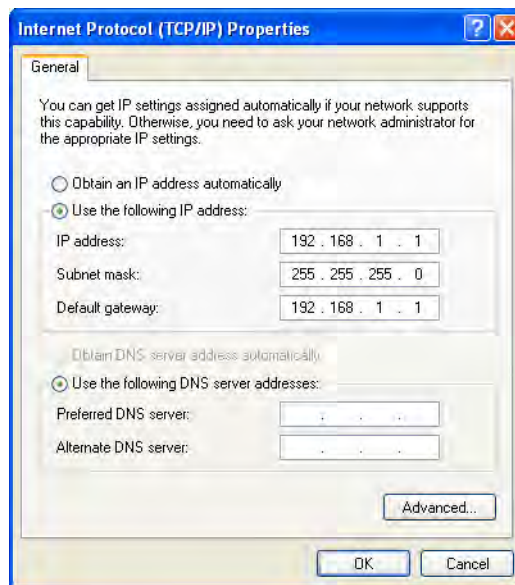 Internet Protocol (TCP/IP) Properties
General
You can get IP settings assigned automatically if your network supports
this capability. Otherwise, you need to ask your network administrator for
the appropriate IP settings.
Obtain an IP address automatically
Use the following IP address:
IP address: 192 . 168 . 1 . 1
Subnet mask: 255 . 255 . 255 . 0
Default gateway: 192 . 168 . 1 . 1
Obtain DNS server address automatically
Use the following DNS server addresses:
Preferred DNS server: . . .
Alternate DNS server: . . .
Advanced...
OK Cancel